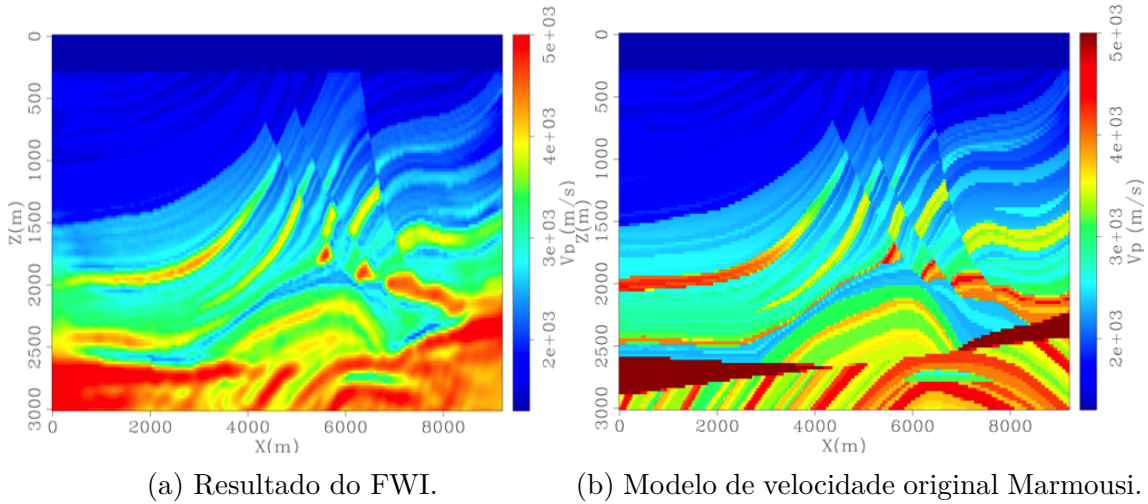 0
500
1000
1500
2000
2500
3000
Z(m)
0 2000 4000 6000 8000
X(m)
5e+03
4e+03
3e+03
2e+03
Vp (m/s)
0
500
1000
1500
2000
2500
3000
Z(m)
0 2000 4000 6000 8000
X(m)
5e+03
4e+03
3e+03
2e+03
Vp (m/s)
(a) Resultado do FWI.
(b) Modelo de velocidade original Marmousi.